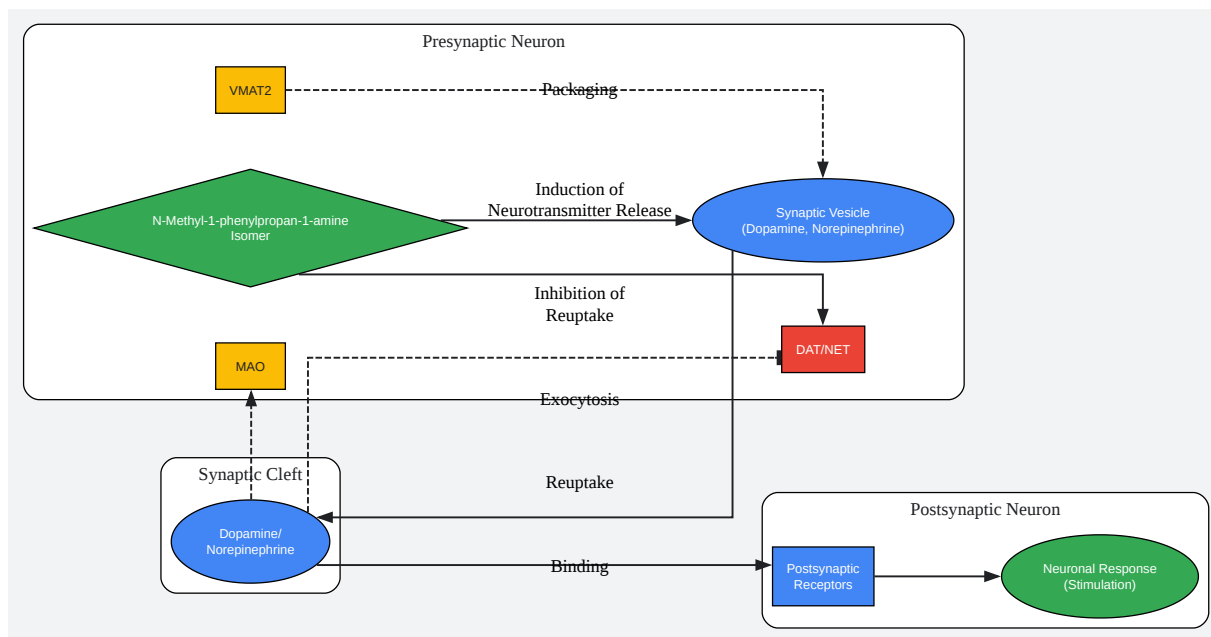 Presynaptic Neuron
VMAT2
Packaging
N-Methyl-1-phenylpropan-1-amine
Isomer
Induction of
Neurotransmitter Release
Synaptic Vesicle
(Dopamine, Norepinephrine)
Inhibition of
Reuptake
DAT/NET
MAO
Exocytosis
Synaptic Cleft
Reuptake
Dopamine/
Norepinephrine
Binding
Postsynaptic Neuron
Postsynaptic
Receptors
Neuronal Response
(Stimulation)